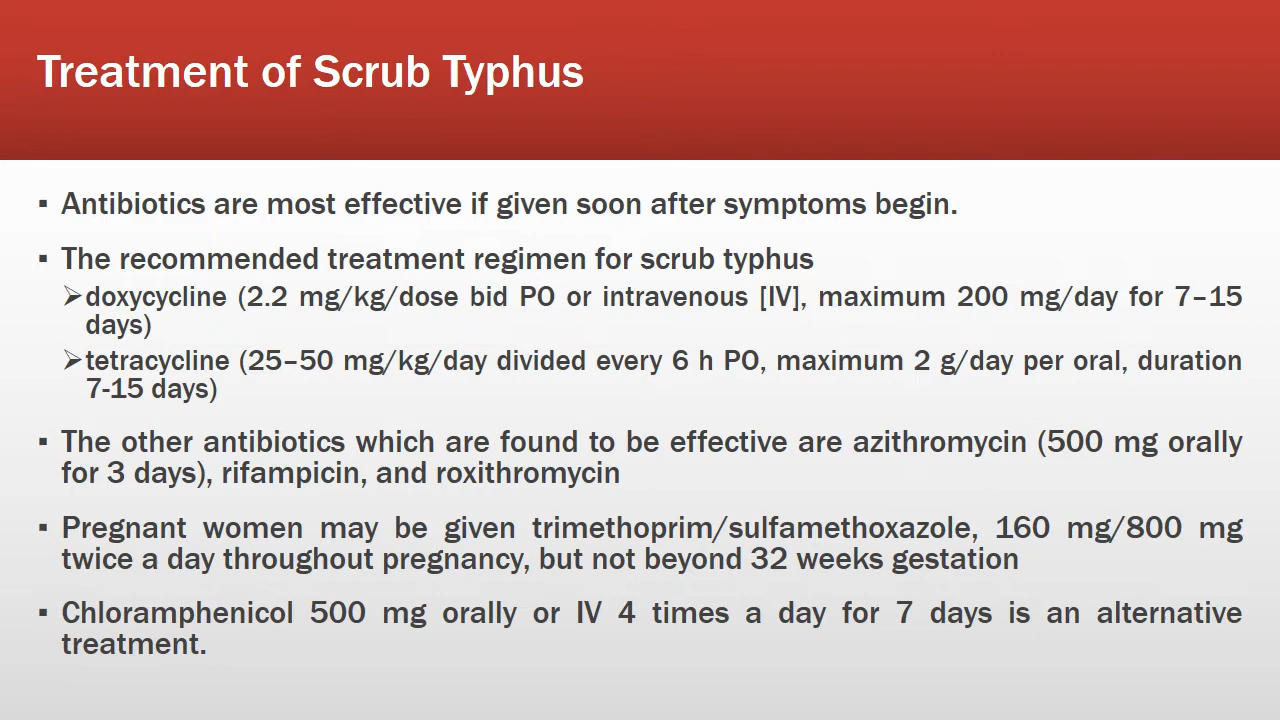 Treatment of Scrub Typhus
▪ Antibiotics are most effective if given soon after symptoms begin.
▪ The recommended treatment regimen for scrub typhus
➢doxycycline (2.2 mg/kg/dose bid PO or intravenous [IV], maximum 200 mg/day for 7–15
days)
➢tetracycline (25–50 mg/kg/day divided every 6 h PO, maximum 2 g/day per oral, duration
7-15 days)
▪ The other antibiotics which are found to be effective are azithromycin (500 mg orally
for 3 days), rifampicin, and roxithromycin
▪ Pregnant women may be given trimethoprim/sulfamethoxazole, 160 mg/800 mg
twice a day throughout pregnancy, but not beyond 32 weeks gestation
▪ Chloramphenicol 500 mg orally or IV 4 times a day for 7 days is an alternative
treatment.